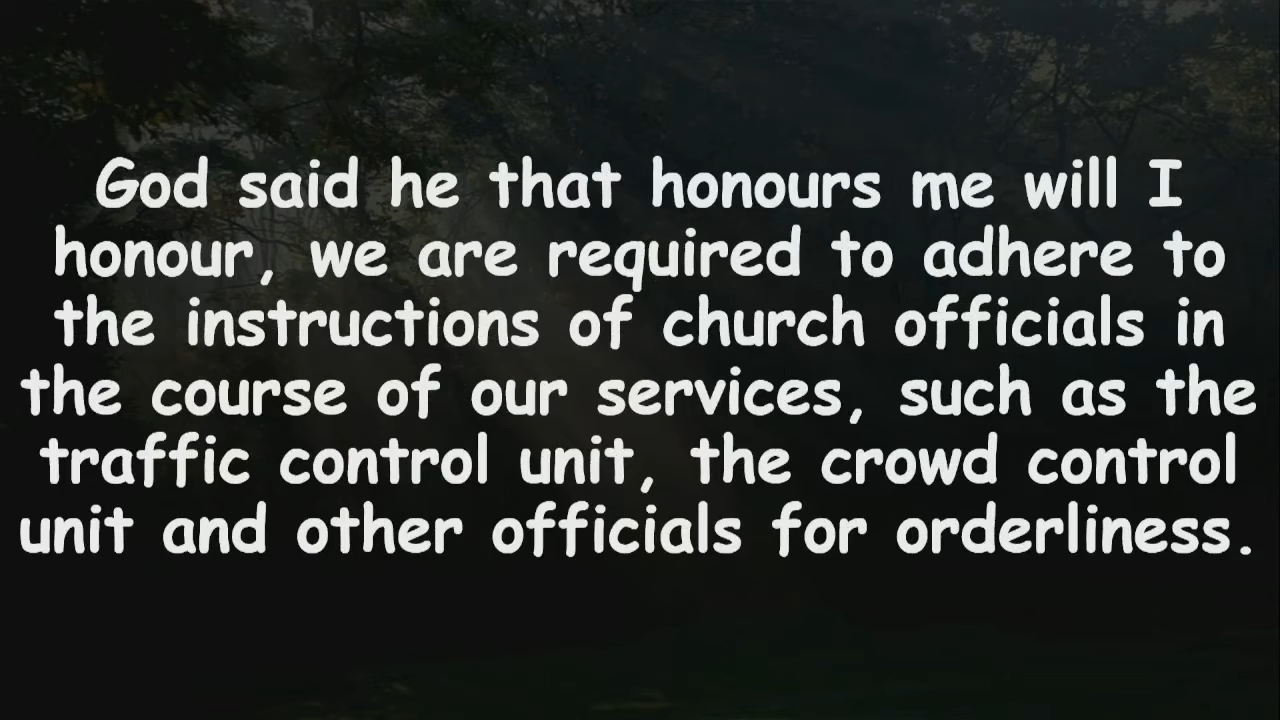 God said he that honours me will I
honour, we are required to adhere to
the instructions of church officials in
the course of our services, such as the
traffic control unit, the crowd control
unit and other officials for orderliness.